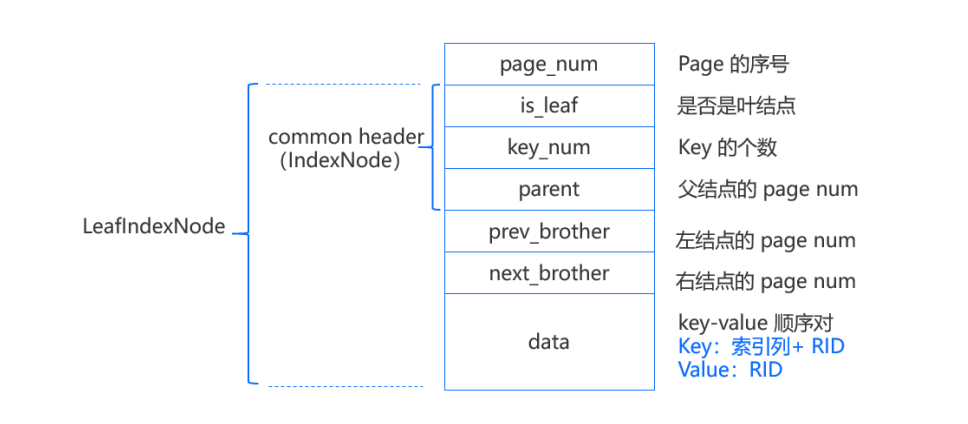 page_num Page 的序号
is_leaf 是否是叶结点
common header
（IndexNode）
key_num Key 的个数
parent 父结点的 page num
LeafIndexNode
prev_brother 左结点的 page num
next_brother 右结点的 page num
data
key-value 顺序对
Key：索引列+ RID
Value：RID